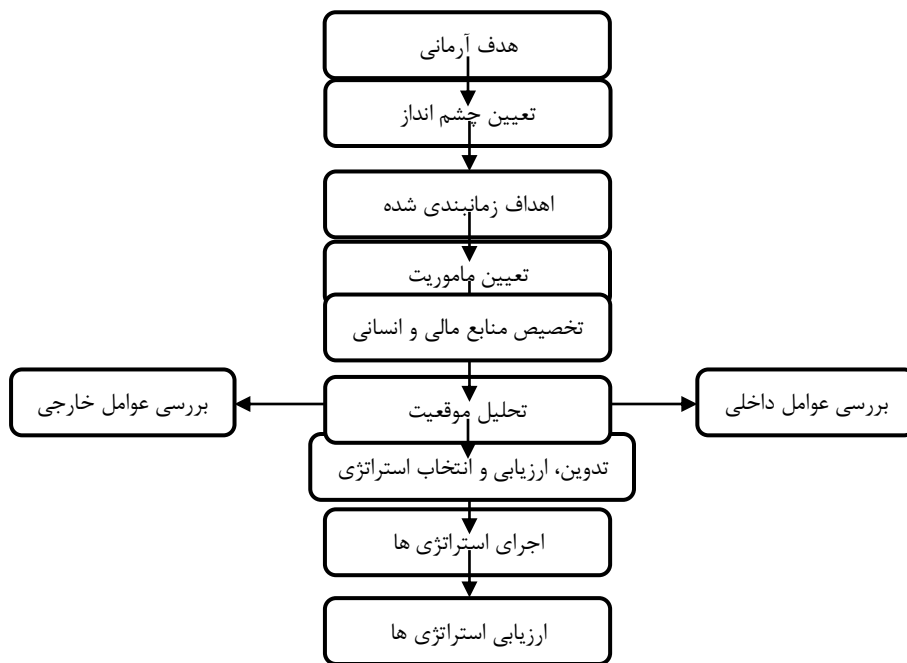 هدف آرمانی
تعیین چشم انداز
اهداف زمانبندی شده
تعیین ماموریت
تخصیص منابع مالی و انسانی
بررسی عوامل داخلی
تحلیل موقعیت
بررسی عوامل خارجی
تدوین، ارزیابی و انتخاب استراتژی
اجرای استراتژی ها
ارزیابی استراتژی ها